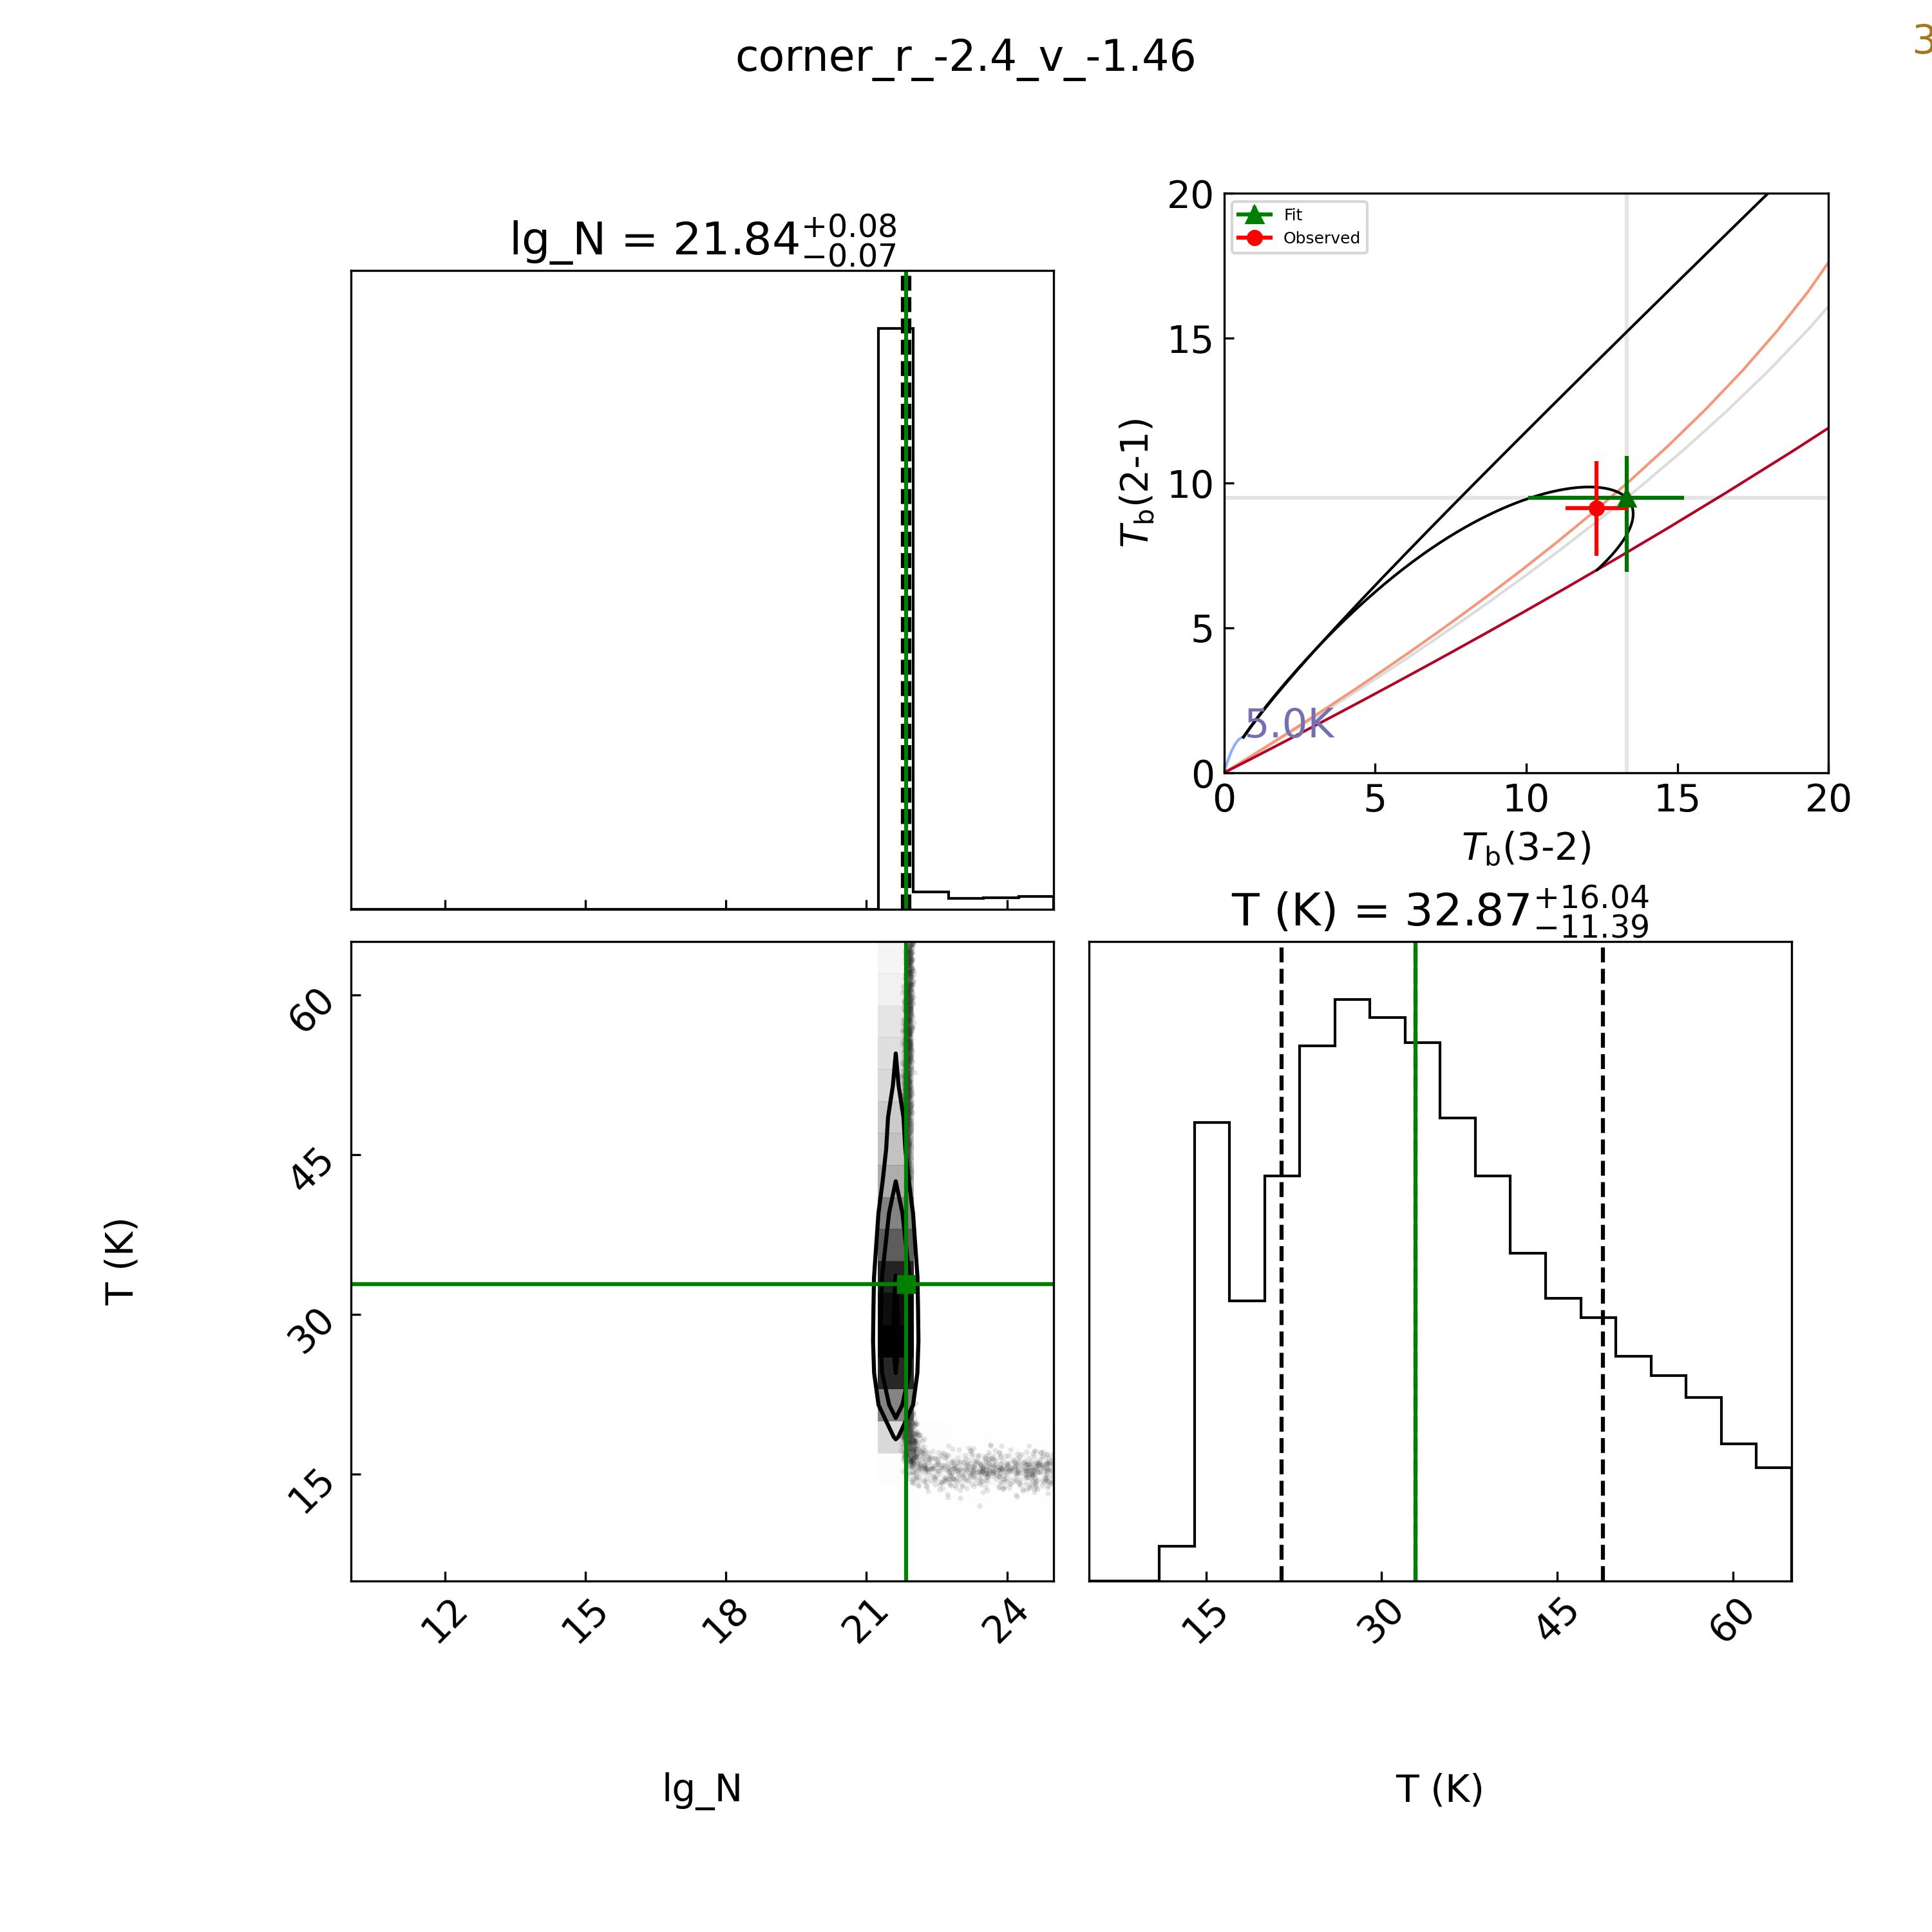 3
corner_r_-2.4_v_-1.46
lg_N = 21.84 +0.08 −0.07
20
15
10
5
0
T_b(2-1)
Fit
Observed
5.0K
0 5 10 15 20
T_b(3-2)
T (K) = 32.87 +16.04 −11.39
60
45
30
15
T (K)
12 15 18 21 24
15 30 45 60
lg_N
T (K)